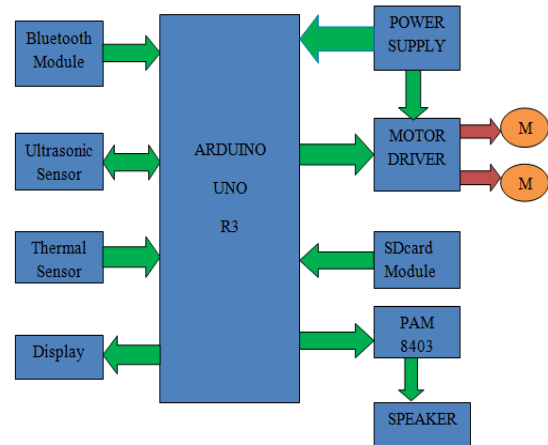 Bluetooth
Module
Ultrasonic
Sensor
Thermal
Sensor
Display
ARDUINO
UNO
R3
POWER
SUPPLY
MOTOR
DRIVER
M
M
SDcard
Module
PAM
8403
SPEAKER